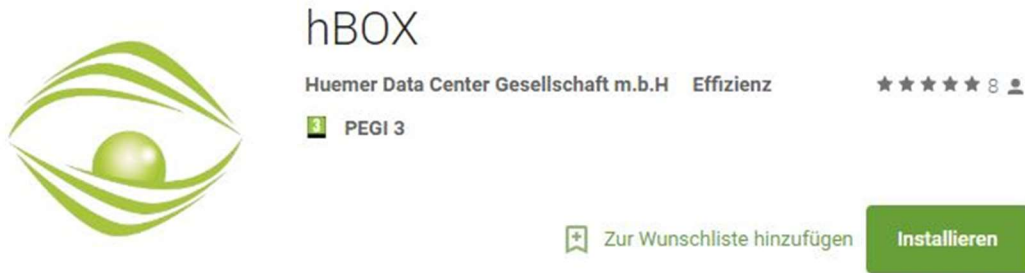 hBOX
Huemer Data Center Gesellschaft m.b.H Effizienz 8
3 PEGI 3
Zur Wunschliste hinzufügen Installieren